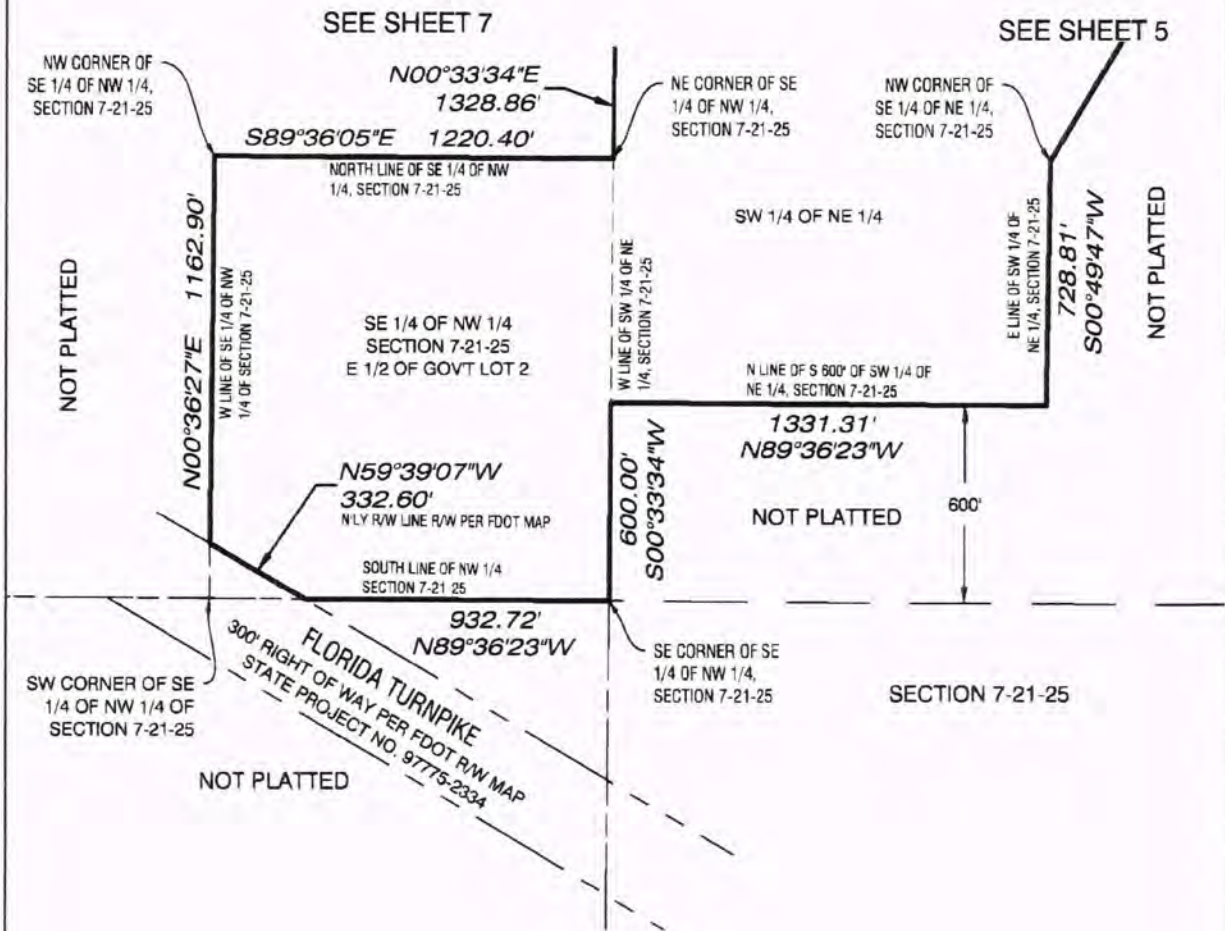 SEE SHEET 7
SEE SHEET 5
NW CORNER OF
SE 1/4 OF NW 1/4,
SECTION 7-21-25
N00°33'34"E
1328.86'
NE CORNER OF SE
1/4 OF NW 1/4,
SECTION 7-21-25
NW CORNER OF
SE 1/4 OF NE 1/4,
SECTION 7-21-25
S89°36'05"E 1220.40'
NORTH LINE OF SE 1/4 OF NW
1/4, SECTION 7-21-25
SW 1/4 OF NE 1/4
NOT PLATTED
N00°36'27"E 1162.90'
W LINE OF SE 1/4 OF NW
1/4 OF SECTION 7-21-25
SE 1/4 OF NW 1/4
SECTION 7-21-25
E 1/2 OF GOV'T LOT 2
W LINE OF SW 1/4 OF NE
1/4, SECTION 7-21-25
E LINE OF SW 1/4 OF
NE 1/4, SECTION 7-21-25
728.81'
S00°49'47"W
NOT PLATTED
N LINE OF S 600' OF SW 1/4 OF
NE 1/4, SECTION 7-21-25
1331.31'
N89°36'23"W
N59°39'07"W
332.60'
N'LY R/W LINE R/W PER FDOT MAP
600.00'
S00°33'34"W
NOT PLATTED
600'
SOUTH LINE OF NW 1/4
SECTION 7-21 25
932.72'
N89°36'23"W
FLORIDA TURNPIKE
300' RIGHT OF WAY PER FDOT R/W MAP
STATE PROJECT NO. 97775-2334
SW CORNER OF SE
1/4 OF NW 1/4 OF
SECTION 7-21-25
SE CORNER OF SE
1/4 OF NW 1/4,
SECTION 7-21-25
SECTION 7-21-25
NOT PLATTED